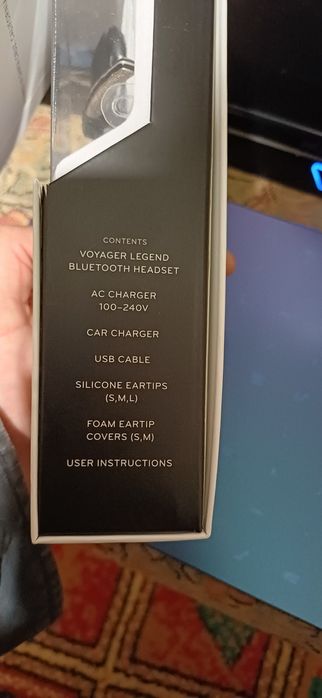 CONTENTS
VOYAGER LEGEND
BLUETOOTH HEADSET
AC CHARGER
100–240V
CAR CHARGER
USB CABLE
SILICONE EARTIPS
(S,M,L)
FOAM EARTIP
COVERS (S,M)
USER INSTRUCTIONS